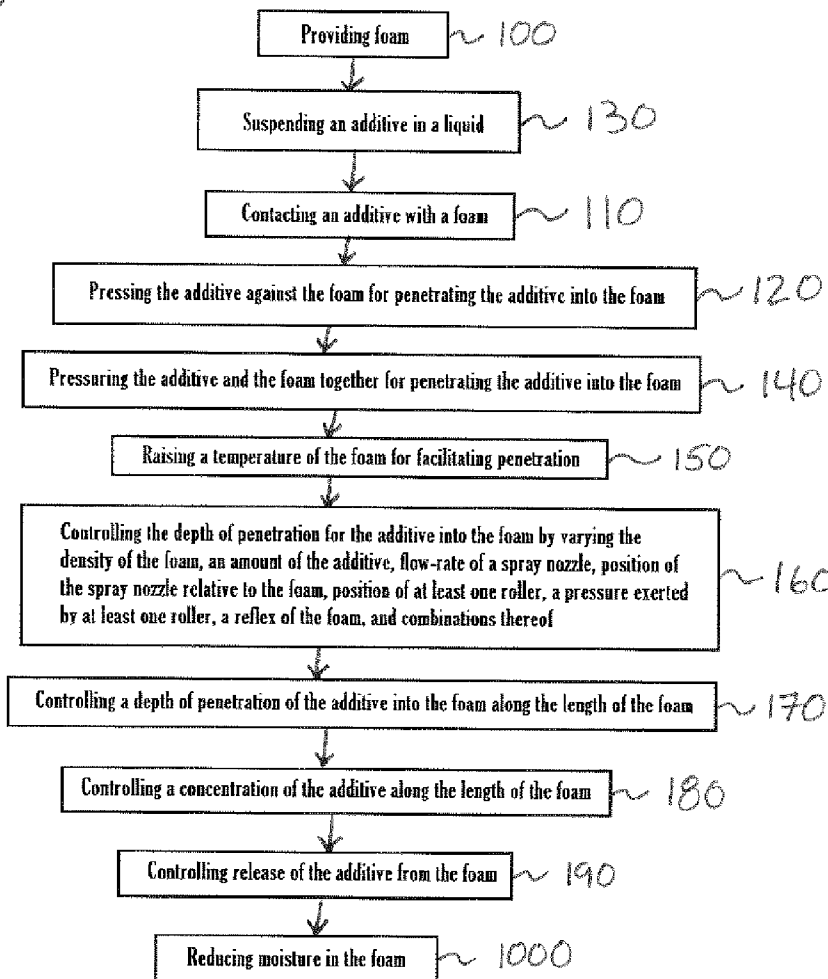 Providing foam 100
Suspending an additive in a liquid 130
Contacting an additive with a foam 110
Pressing the additive against the foam for penetrating the additive into the foam 120
Pressuring the additive and the foam together for penetrating the additive into the foam 140
Raising a temperature of the foam for facilitating penetration 150
Controlling the depth of penetration for the additive into the foam by varying the
density of the foam, an amount of the additive, flow-rate of a spray nozzle, position of
the spray nozzle relative to the foam, position of at least one roller, a pressure exerted 160
by at least one roller, a reflex of the foam, and combinations thereof
Controlling a depth of penetration of the additive into the foam along the length of the foam 170
Controlling a concentration of the additive along the length of the foam 180
Controlling release of the additive from the foam 190
Reducing moisture in the foam 1000